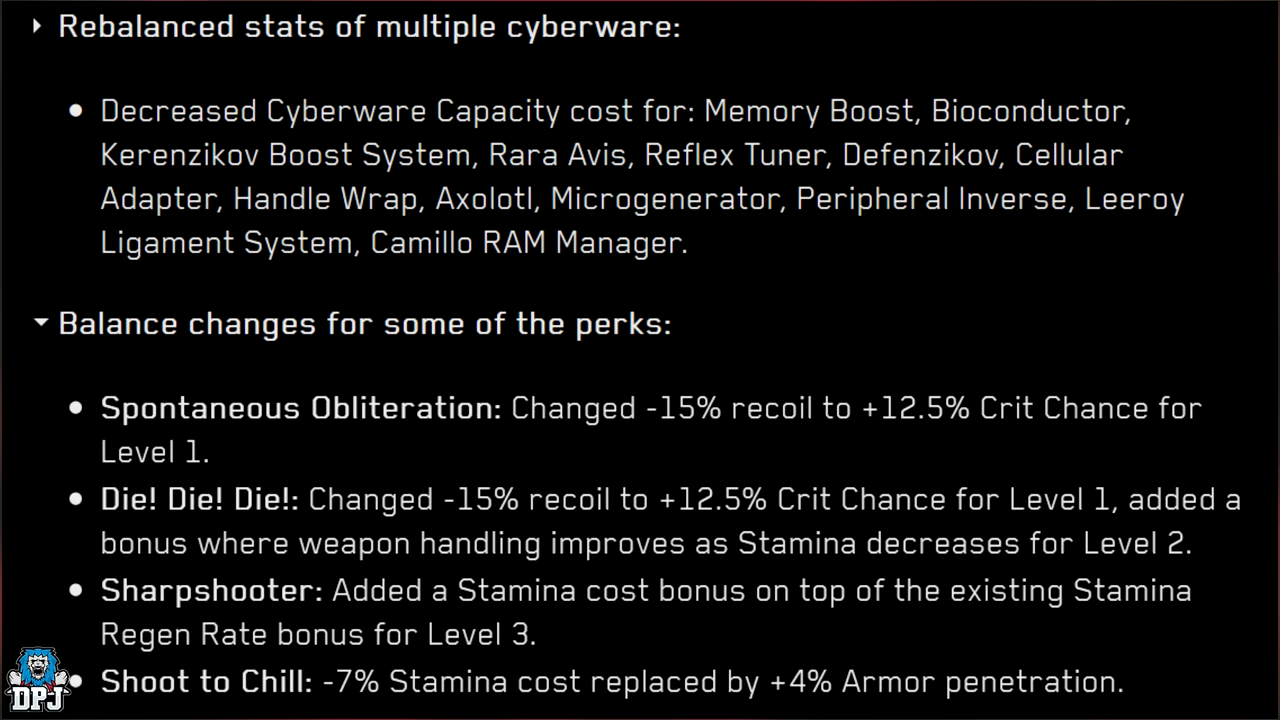 Rebalanced stats of multiple cyberware:
Decreased Cyberware Capacity cost for: Memory Boost, Bioconductor,
Kerenzikov Boost System, Rara Avis, Reflex Tuner, Defenzikov, Cellular
Adapter, Handle Wrap, Axolotl, Microgenerator, Peripheral Inverse, Leeroy
Ligament System, Camillo RAM Manager.
Balance changes for some of the perks:
Spontaneous Obliteration: Changed -15% recoil to +12.5% Crit Chance for
Level 1.
Die! Die! Die!: Changed -15% recoil to +12.5% Crit Chance for Level 1, added a
bonus where weapon handling improves as Stamina decreases for Level 2.
Sharpshooter: Added a Stamina cost bonus on top of the existing Stamina
Regen Rate bonus for Level 3.
Shoot to Chill: -7% Stamina cost replaced by +4% Armor penetration.
DPJ